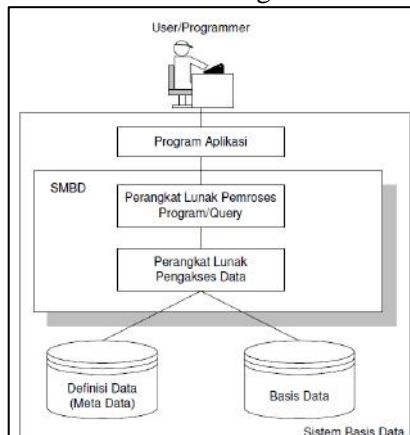 User/Programmer
Program Aplikasi
SMBD
Perangkat Lunak Pemroses
Program/Query
Perangkat Lunak
Pengakses Data
Definisi Data
(Meta Data)
Basis Data
Sistem Basis Data